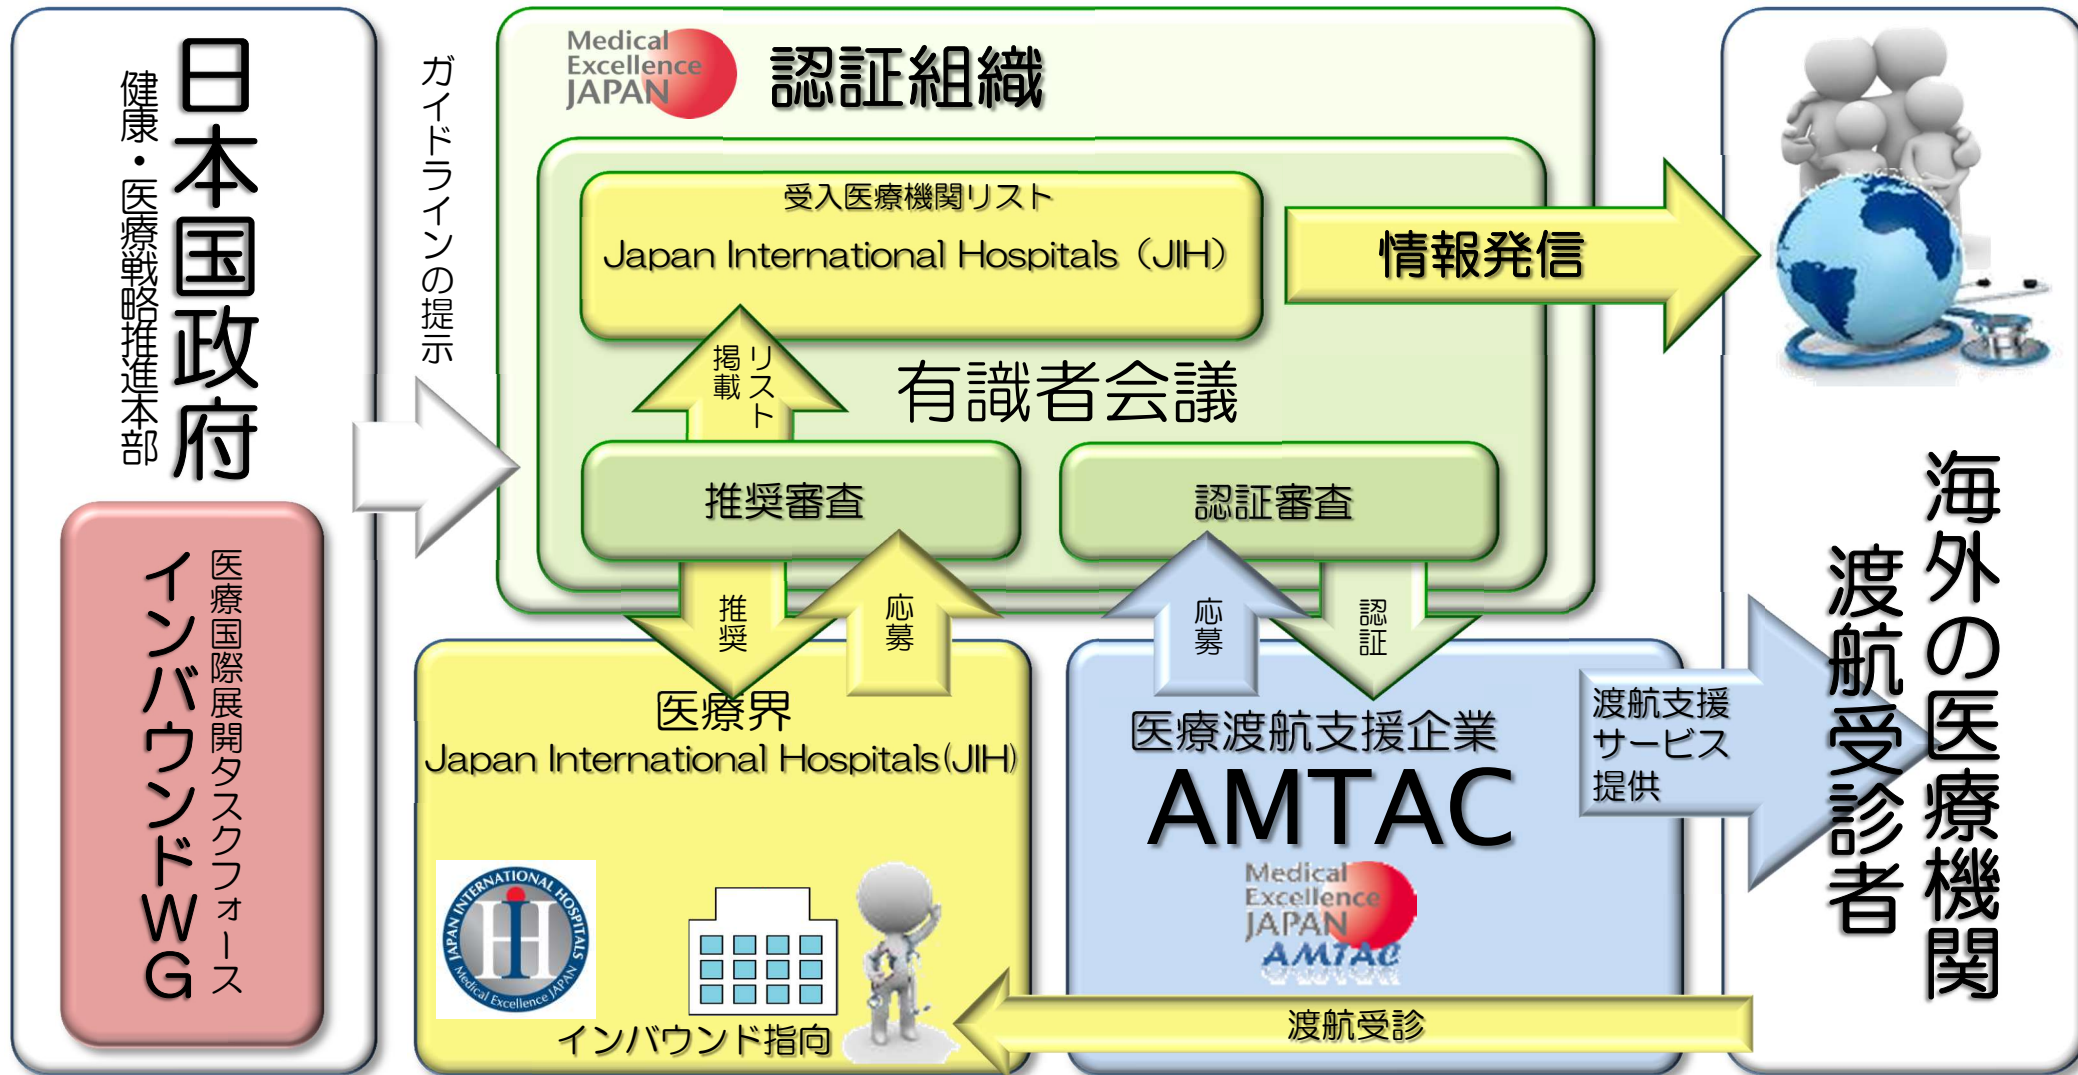 日本国政府
健康・医療戦略推進本部
医療国際展開タスクフォース
インバウンドWG
ガイドラインの提示
Medical
Excellence
JAPAN
認証組織
受入医療機関リスト
Japan International Hospitals（JIH）
情報発信
リスト
掲載
有識者会議
推奨審査
認証審査
推奨
応募
応募
認証
医療界
Japan International Hospitals(JIH)
JAPAN INTERNATIONAL HOSPITALS
Medical Excellence JAPAN
インバウンド指向
医療渡航支援企業
AMTAC
Medical
Excellence
JAPAN
AMTAC
渡航支援
サービス
提供
渡航受診
海外の医療機関
渡航受診者